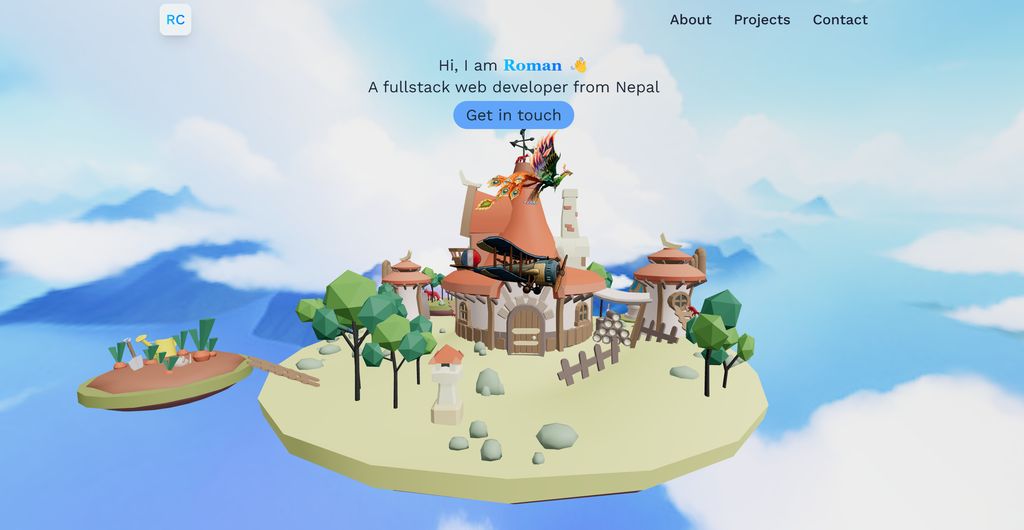 RC
About Projects Contact
Hi, I am Roman 👋
A fullstack web developer from Nepal
Get in touch